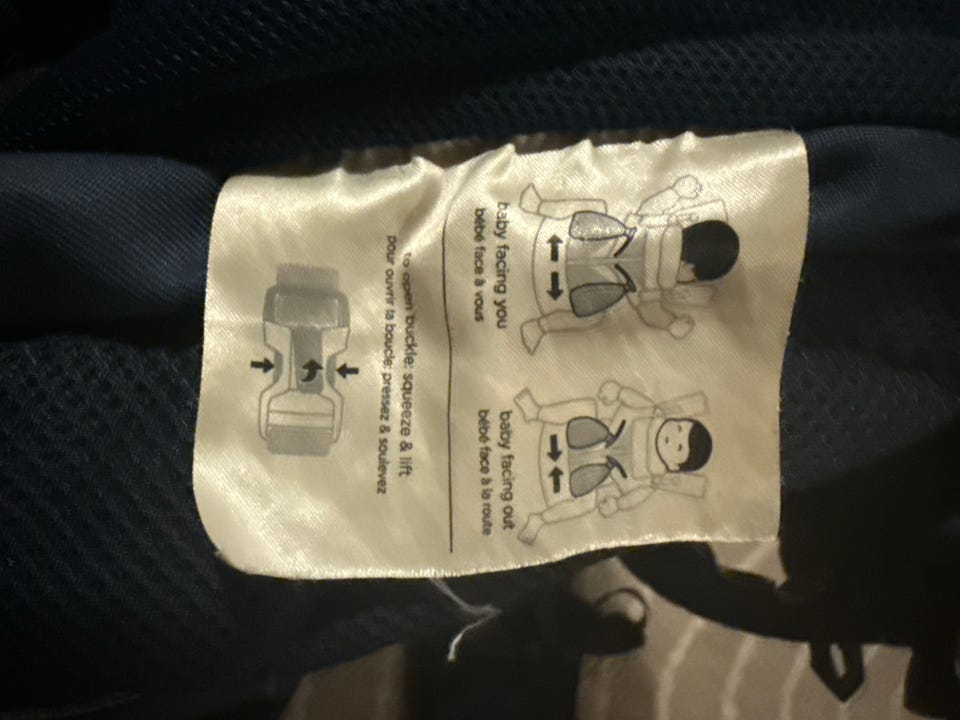 baby facing you
bébé face à vous
baby facing out
bébé face à la route
to open buckle: squeeze & lift
pour ouvrir la boucle: pressez & soulevez